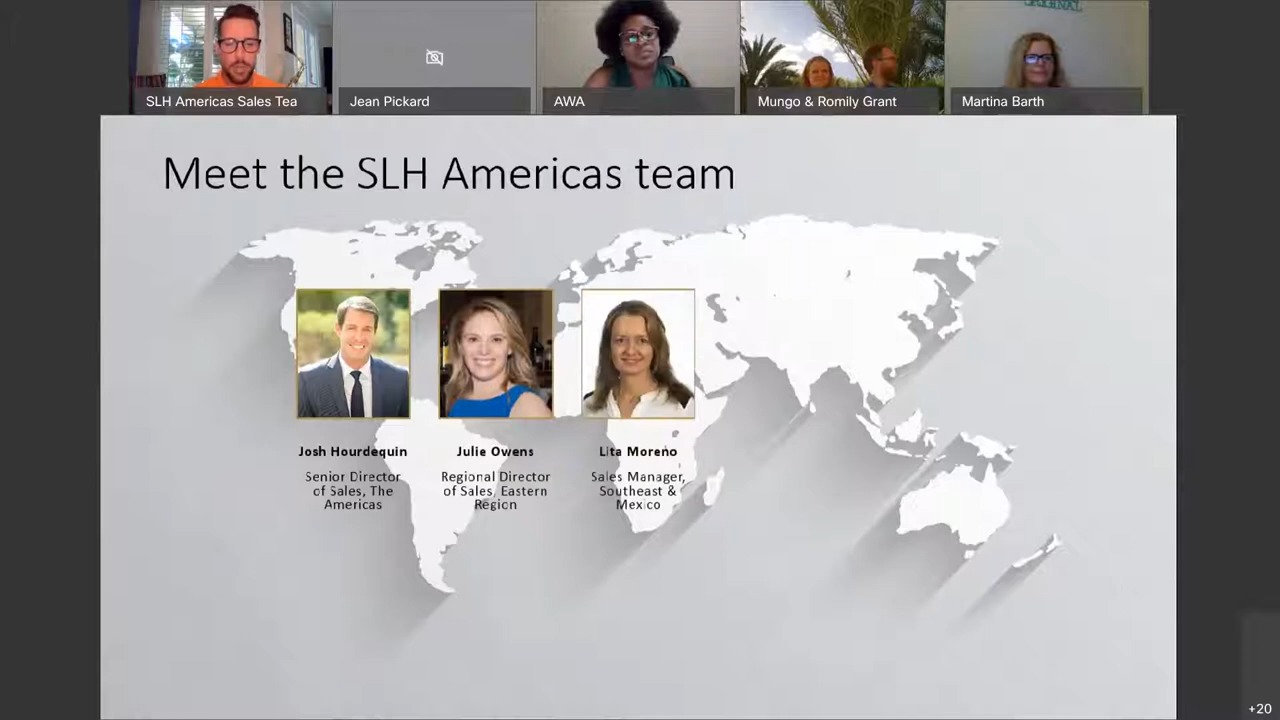 SLH Americas Sales Tea
Jean Pickard
AWA
Mungo & Romily Grant
Martina Barth
Meet the SLH Americas team
Josh Hourdequin
Senior Director
of Sales, The
Americas
Julie Owens
Regional Director
of Sales, Eastern
Region
Lita Moreno
Sales Manager,
Southeast &
Mexico
+20